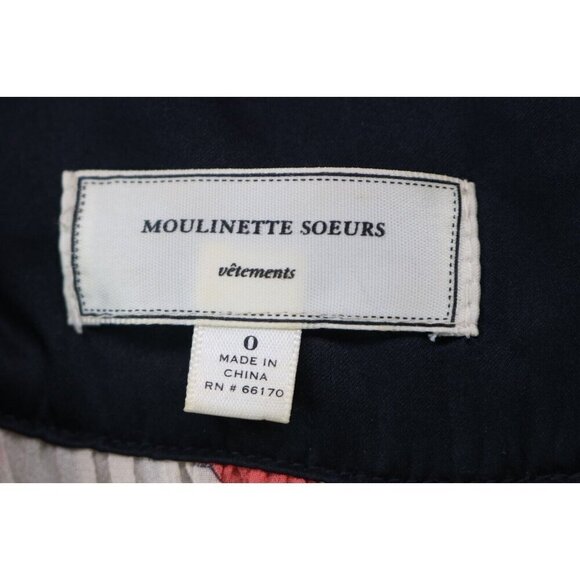 MOULINETTE SOEURS
vêtements
0
MADE IN
CHINA
RN # 66170